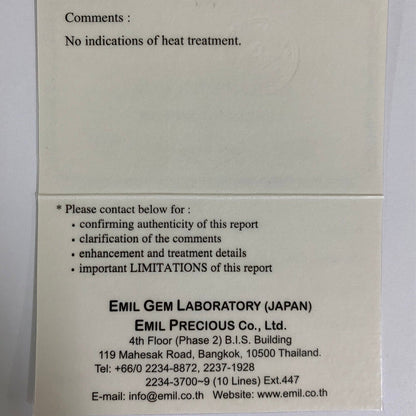 Comments :
No indications of heat treatment.
* Please contact below for :
• confirming authenticity of this report
• clarification of the comments
• enhancement and treatment details
• important LIMITATIONS of this report
EMIL GEM LABORATORY (JAPAN)
EMIL PRECIOUS Co., Ltd.
4th Floor (Phase 2) B.I.S. Building
119 Mahesak Road, Bangkok, 10500 Thailand.
Tel: +66/0 2234-8872, 2237-1928
2234-3700~9 (10 Lines) Ext.447
E-mail: info@emil.co.th Website: www.emil.co.th